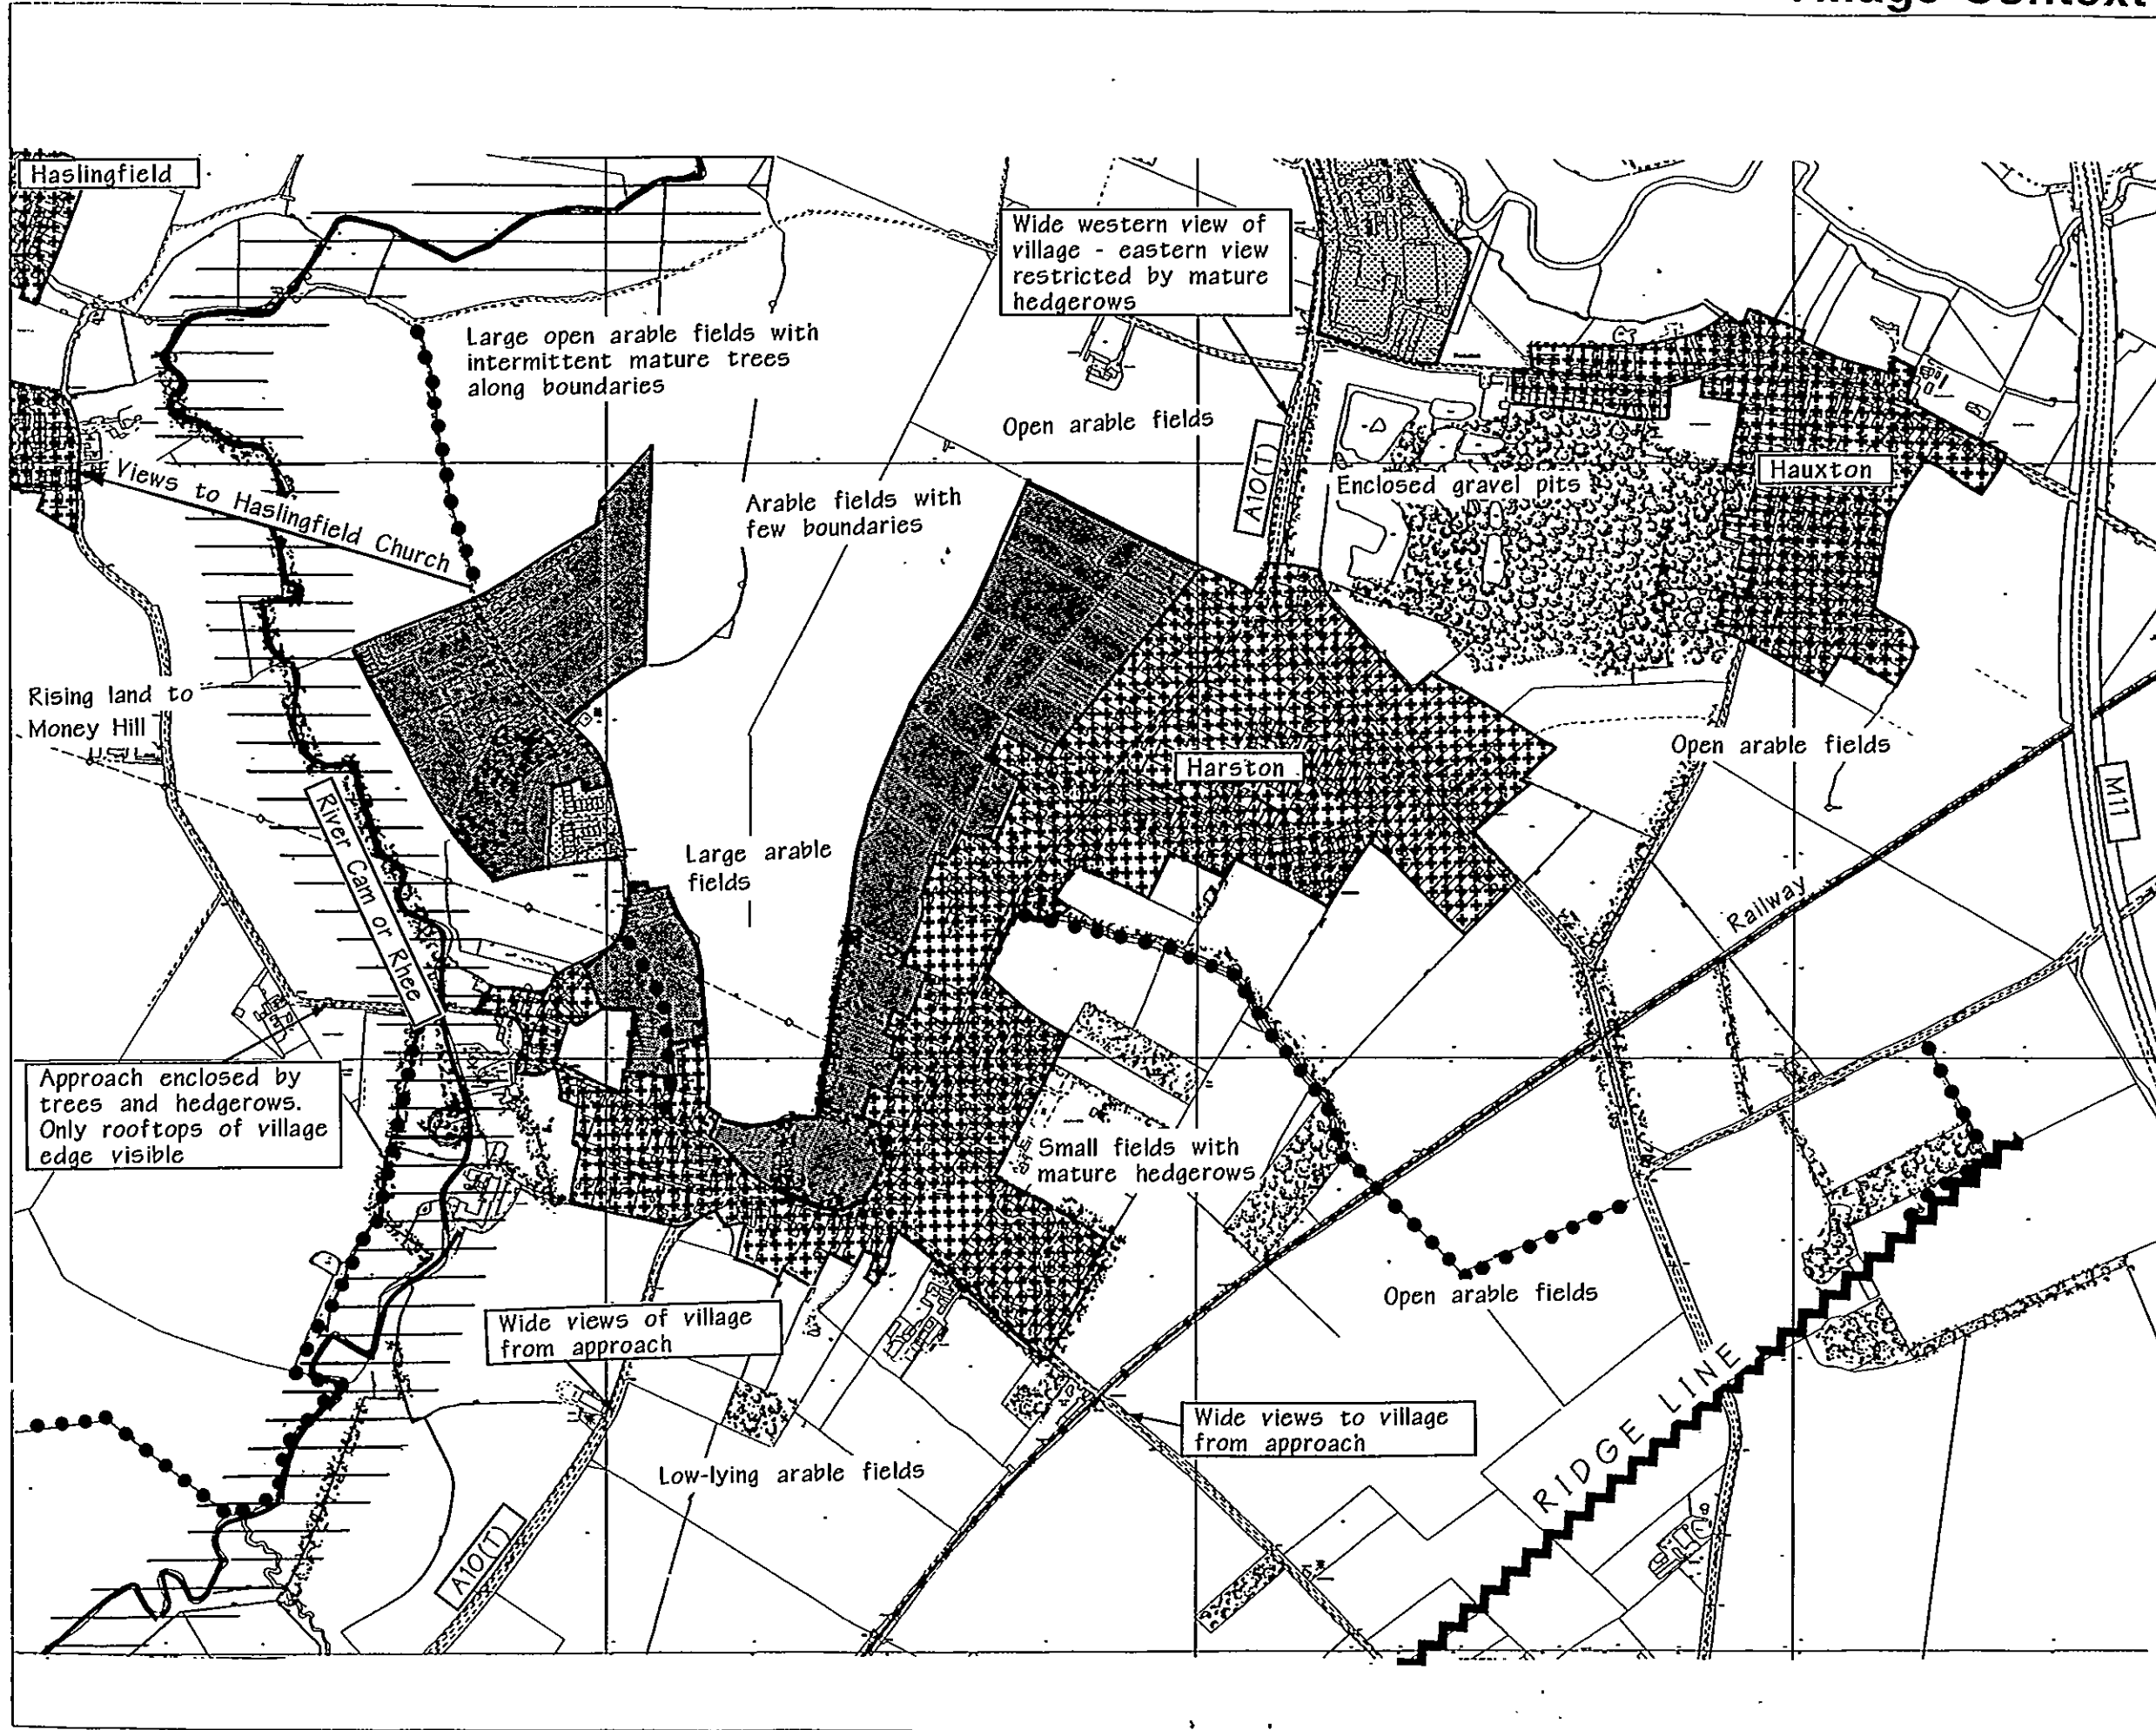 Village Context
Haslingfield
Wide western view of
village - eastern view
restricted by mature
hedgerows
Large open arable fields with
intermittent mature trees
along boundaries
Open arable fields
A10(T)
Enclosed gravel pits
Hauxton
Views to Haslingfield Church
Arable fields with
few boundaries
Rising land to
Money Hill
Open arable fields
Harston
M11
River Cam or Rhee
Large arable
fields
Railway
Approach enclosed by
trees and hedgerows.
Only rooftops of village
edge visible
Small fields with
mature hedgerows
Open arable fields
Wide views of village
from approach
RIDGE LINE
Wide views to village
from approach
Low-lying arable fields
A10(T)